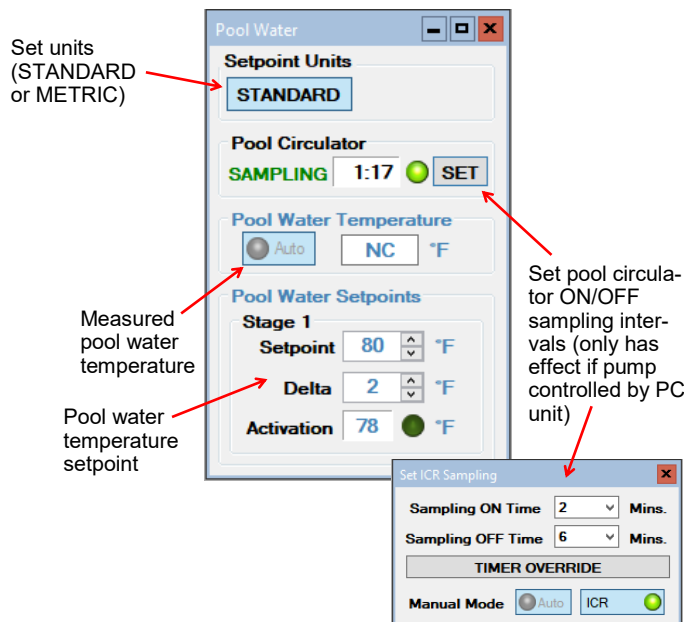 Set units
(STANDARD
or METRIC)
Pool Water
Setpoint Units
STANDARD
Pool Circulator
SAMPLING 1:17 SET
Pool Water Temperature
Auto NC °F
Measured
pool water
temperature
Pool Water Setpoints
Stage 1
Setpoint 80 °F
Delta 2 °F
Activation 78 °F
Pool water
temperature
setpoint
Set pool circula-
tor ON/OFF
sampling inter-
vals (only has
effect if pump
controlled by PC
unit)
Set ICR Sampling
Sampling ON Time 2 Mins.
Sampling OFF Time 6 Mins.
TIMER OVERRIDE
Manual Mode Auto ICR